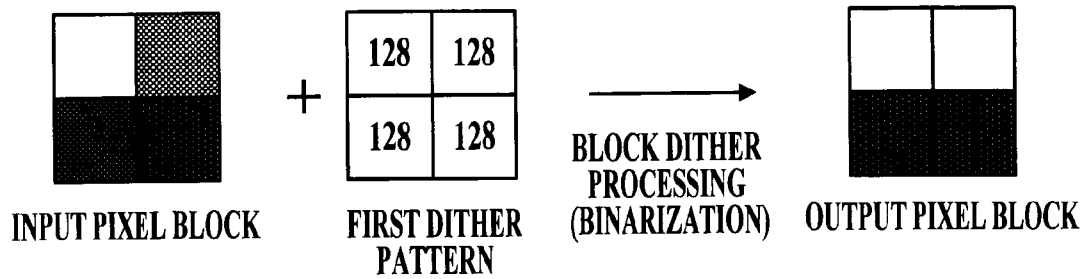 +
128 128
128 128
INPUT PIXEL BLOCK
FIRST DITHER
PATTERN
BLOCK DITHER
PROCESSING
(BINARIZATION)
OUTPUT PIXEL BLOCK